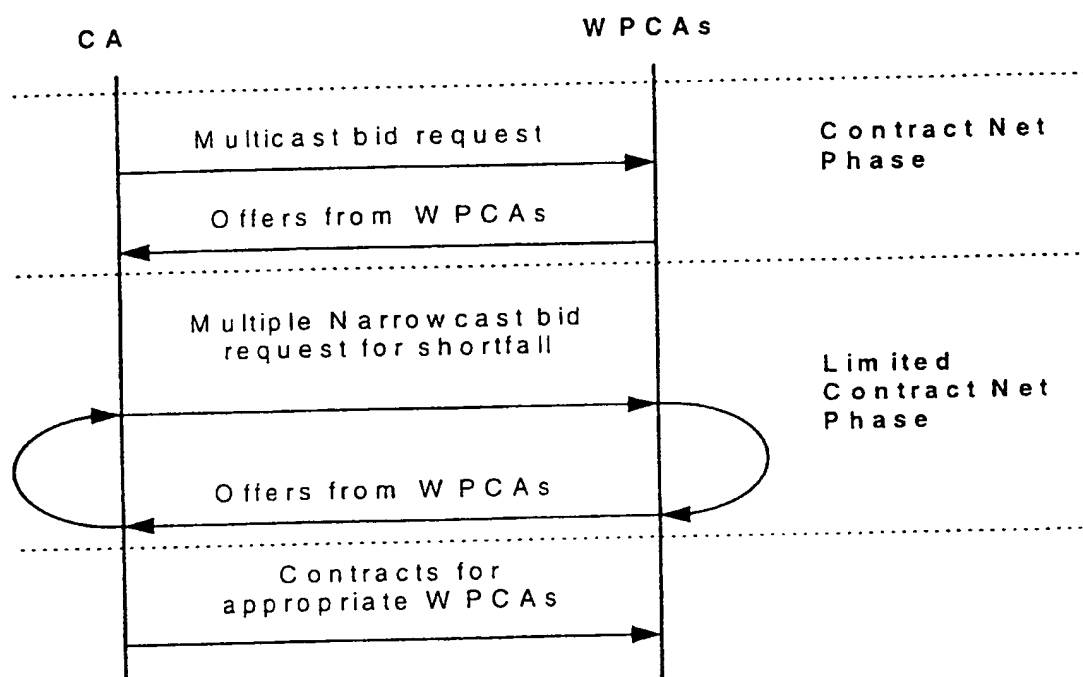 CA
WPCAs
Multicast bid request
Contract Net
Phase
Offers from WPCAs
Multiple Narrowcast bid
request for shortfall
Limited
Contract Net
Phase
Offers from WPCAs
Contracts for
appropriate WPCAs